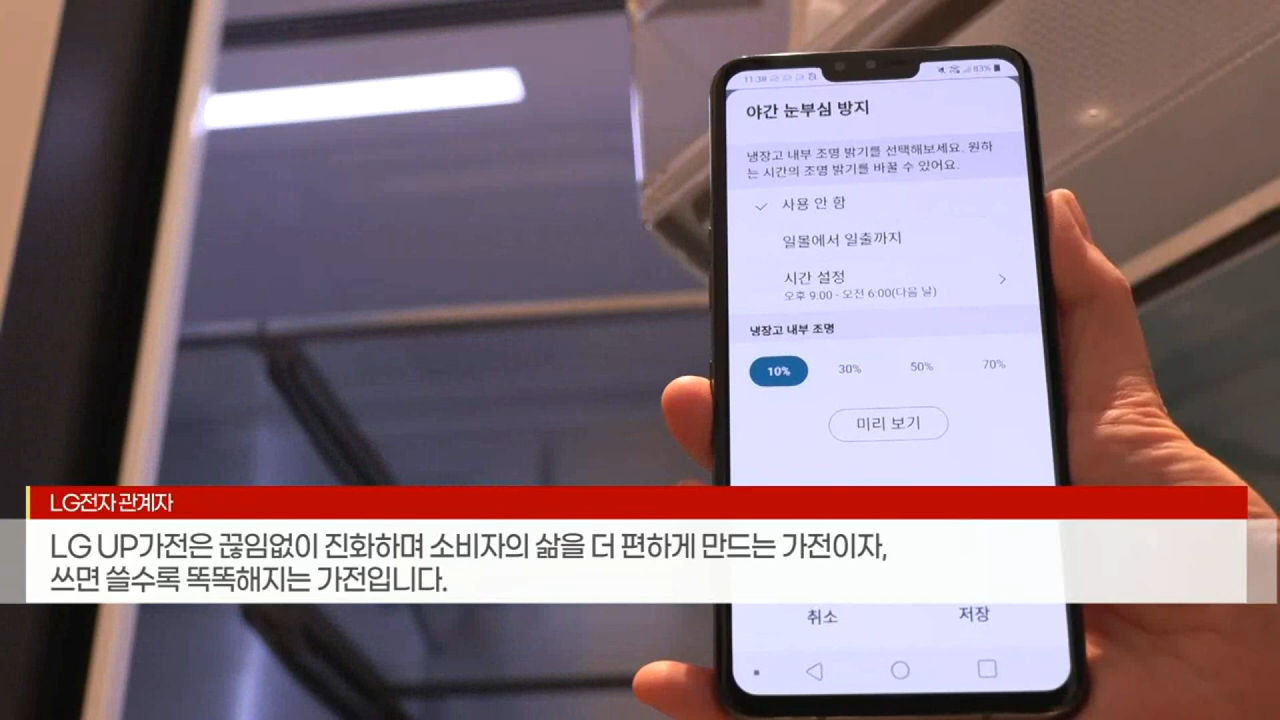 11:38
83%
야간 눈부심 방지
냉장고 내부 조명 밝기를 선택해보세요. 원하
는 시간의 조명 밝기를 바꿀 수 있어요.
사용 안 함
일몰에서 일출까지
시간 설정
오후 9:00 - 오전 6:00(다음 날)
냉장고 내부 조명
10% 30% 50% 70%
미리 보기
LG전자 관계자
LG UP가전은 끊임없이 진화하며 소비자의 삶을 더 편하게 만드는 가전이자,
쓰면 쓸수록 똑똑해지는 가전입니다.
취소 저장